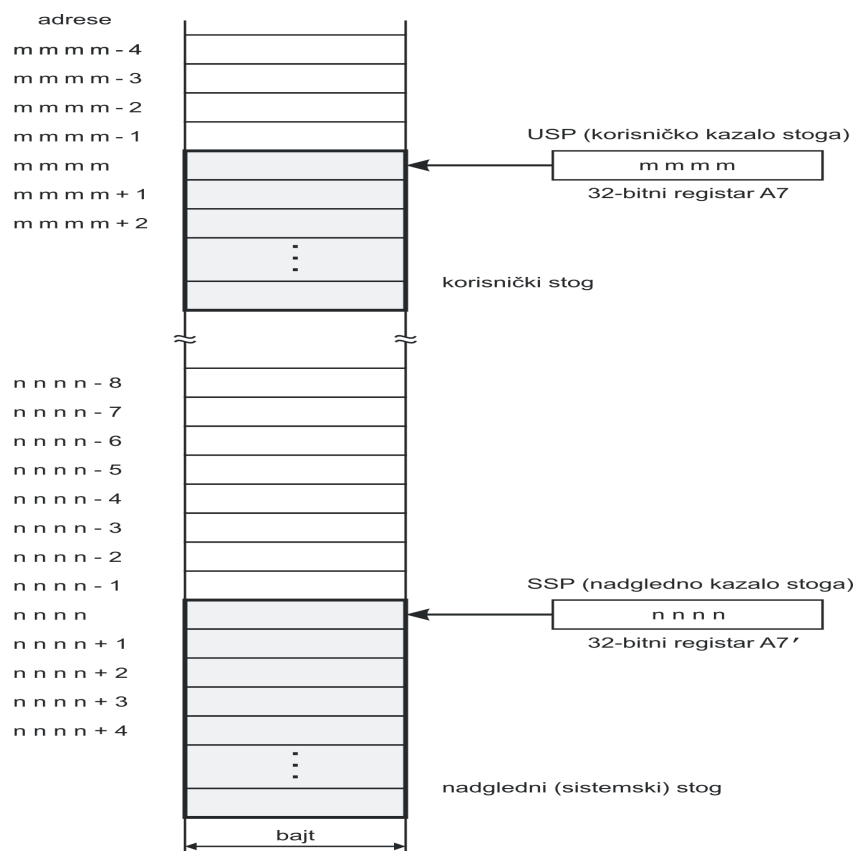 adrese
m m m m - 4
m m m m - 3
m m m m - 2
m m m m - 1
m m m m
m m m m + 1
m m m m + 2
USP (korisničko kazalo stoga)
m m m m
32-bitni registar A7
korisnički stog
n n n n - 8
n n n n - 7
n n n n - 6
n n n n - 5
n n n n - 4
n n n n - 3
n n n n - 2
n n n n - 1
n n n n
n n n n + 1
n n n n + 2
n n n n + 3
n n n n + 4
SSP (nadgledno kazalo stoga)
n n n n
32-bitni registar A7′
nadgledni (sistemski) stog
bajt